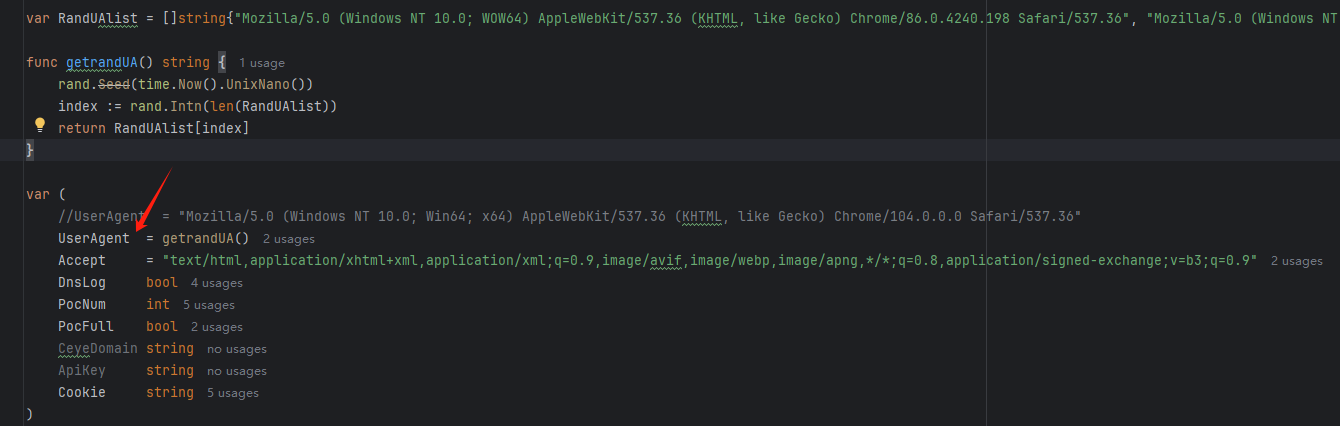 var RandUAlist = []string{"Mozilla/5.0 (Windows NT 10.0; WOW64) AppleWebKit/537.36 (KHTML, like Gecko) Chrome/86.0.4240.198 Safari/537.36", "Mozilla/5.0 (Windows NT
func getrandUA() string { 1 usage
rand.Seed(time.Now().UnixNano())
index := rand.Intn(len(RandUAlist))
return RandUAlist[index]
}
var (
//UserAgent = "Mozilla/5.0 (Windows NT 10.0; Win64; x64) AppleWebKit/537.36 (KHTML, like Gecko) Chrome/104.0.0.0 Safari/537.36"
UserAgent = getrandUA() 2 usages
Accept = "text/html,application/xhtml+xml,application/xml;q=0.9,image/avif,image/webp,image/apng,*/*;q=0.8,application/signed-exchange;v=b3;q=0.9" 2 usages
DnsLog bool 4 usages
PocNum int 5 usages
PocFull bool 2 usages
CeyeDomain string no usages
ApiKey string no usages
Cookie string 5 usages
)